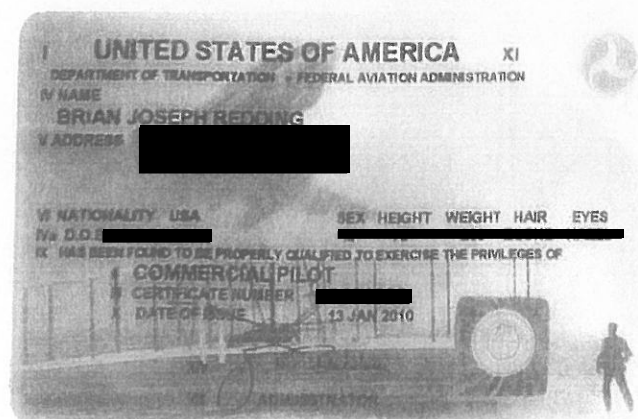 I UNITED STATES OF AMERICA XI
DEPARTMENT OF TRANSPORTATION - FEDERAL AVIATION ADMINISTRATION
IV NAME
BRIAN JOSEPH REDDING
V ADDRESS
VI NATIONALITY USA SEX HEIGHT WEIGHT HAIR EYES
IVa D.O.B
IX HAS BEEN FOUND TO BE PROPERLY QUALIFIED TO EXERCISE THE PRIVILEGES OF
II COMMERCIAL PILOT
III CERTIFICATE NUMBER
X DATE OF ISSUE 13 JAN 2010
ADMINISTRATOR